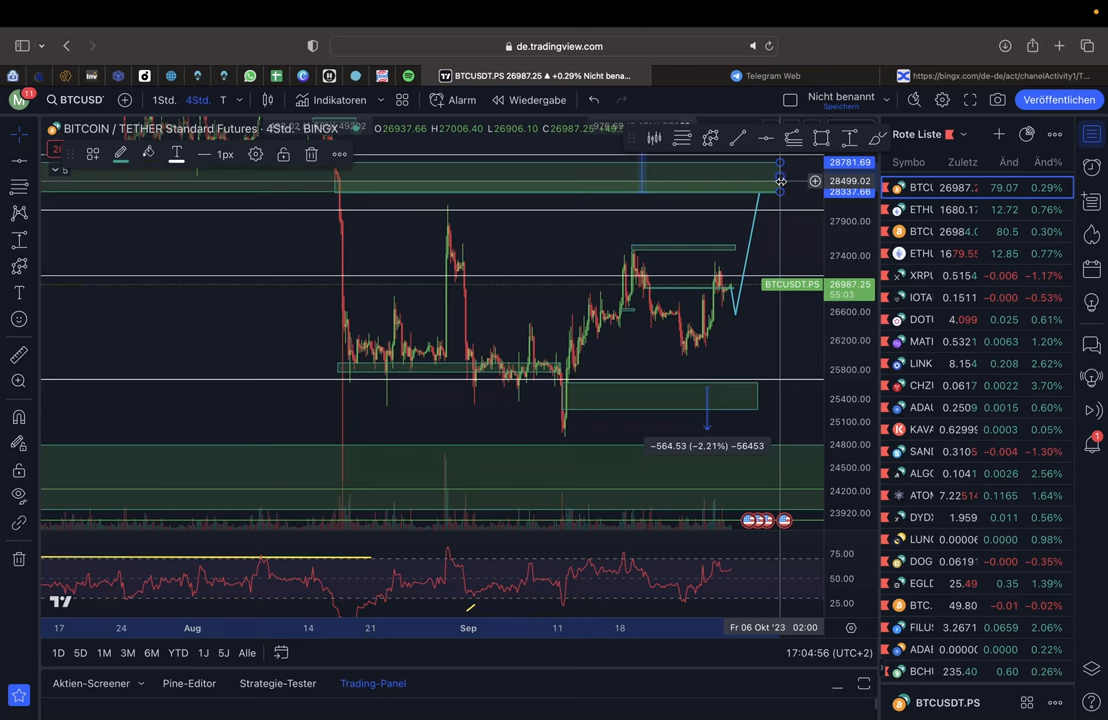 de.tradingview.com
inv
BTCUSDT.PS 26987.25 ▲ +0.29% Nicht bena...
Telegram Web
https://bingx.com/de-de/act/chanelActivity1/T...
M
11
BTCUSD'
1Std.
4Std.
T
Indikatoren
Alarm
Wiedergabe
Nicht benannt
Speichern
Veröffentlichen
BITCOIN / TETHER Standard Futures · 4Std. · BINGX
O26937.66 H27006.40 L26906.10 C26987.25
1px
5
Rote Liste
Symbo Zuletz Änd Änd%
BTCU 26987.2 79.07 0.29%
ETHU 1680.1 12.72 0.76%
BTCU 26984.0 80.5 0.30%
ETHU 1679.55 12.85 0.77%
XRPU 0.5154 −0.006 −1.17%
IOTA 0.1511 −0.000 −0.53%
DOTU 4.099 0.025 0.61%
MATI 0.5321 0.0063 1.20%
LINK 8.154 0.208 2.62%
CHZU 0.0617 0.0022 3.70%
ADAU 0.2509 0.0015 0.60%
KAVA 0.62999 0.0003 0.05%
SAND 0.3105 −0.004 −1.30%
ALGO 0.1041 0.0026 2.56%
ATOM 7.22514 0.1165 1.64%
DYDX 1.959 0.011 0.56%
LUNC 0.00006 0.0000 0.98%
DOG 0.06191 −0.000 −0.35%
EGLD 25.49 0.35 1.39%
BTC. 49.80 −0.01 −0.02%
FILUS 3.2671 0.0659 2.06%
ADAE 0.00000 0.0000 0.22%
BCHU 235.40 0.60 0.26%
BTCUSDT.PS
28781.69
28499.02
28337.66
27900.00
27400.00
BTCUSDT.PS 26987.25
55:03
26600.00
26200.00
25800.00
25400.00
25100.00
24800.00
24500.00
24200.00
23920.00
−564.53 (−2.21%) −56453
75.00
50.00
25.00
17 24 Aug 14 21 Sep 11 18 Fr 06 Okt '23 02:00
1D 5D 1M 3M 6M YTD 1J 5J Alle
17:04:56 (UTC+2)
Aktien-Screener Pine-Editor Strategie-Tester Trading-Panel
1